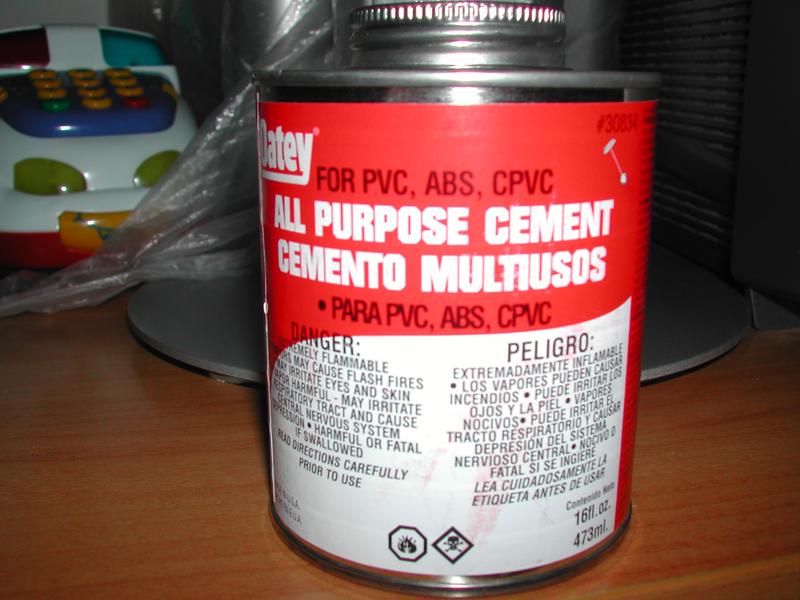 Oatey®
#30834
FOR PVC, ABS, CPVC
ALL PURPOSE CEMENT
CEMENTO MULTIUSOS
• PARA PVC, ABS, CPVC
DANGER:
EXTREMELY FLAMMABLE
MAY CAUSE FLASH FIRES
MAY IRRITATE EYES AND SKIN
HARMFUL - MAY IRRITATE
TRACT AND CAUSE
NERVOUS SYSTEM
• HARMFUL OR FATAL
IF SWALLOWED
READ DIRECTIONS CAREFULLY
PRIOR TO USE
PELIGRO:
EXTREMADAMENTE INFLAMABLE
• LOS VAPORES PUEDEN CAUSAR
INCENDIOS • PUEDE IRRITAR LOS
OJOS Y LA PIEL • VAPORES
NOCIVOS • PUEDE IRRITAR EL
TRACTO RESPIRATORIO Y CAUSAR
DEPRESIÓN DEL SISTEMA
NERVIOSO CENTRAL • NOCIVO O
FATAL SI SE INGIERE
LEA CUIDADOSAMENTE LA
ETIQUETA ANTES DE USAR
Contenido Neto
16fl.oz.
473ml.